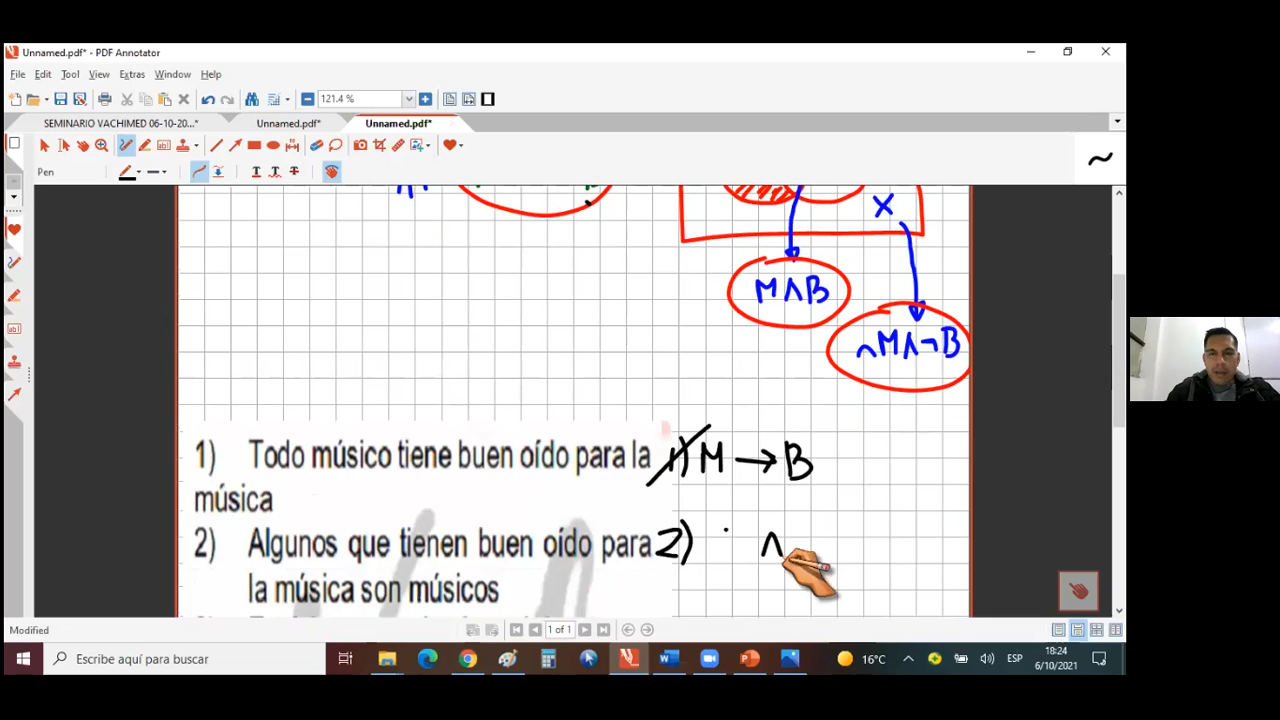 Unnamed.pdf* - PDF Annotator
File Edit Tool View Extras Window Help
121.4 %
SEMINARIO VACHIMED 06-10-20...* Unnamed.pdf* Unnamed.pdf*
Pen
X
M∧B
¬M∧¬B
1) Todo músico tiene buen oído para la 1) M → B
música
2) Algunos que tienen buen oído para 2) ∧
la música son músicos
Modified
1 of 1
Escribe aquí para buscar
16°C
ESP
18:24
6/10/2021